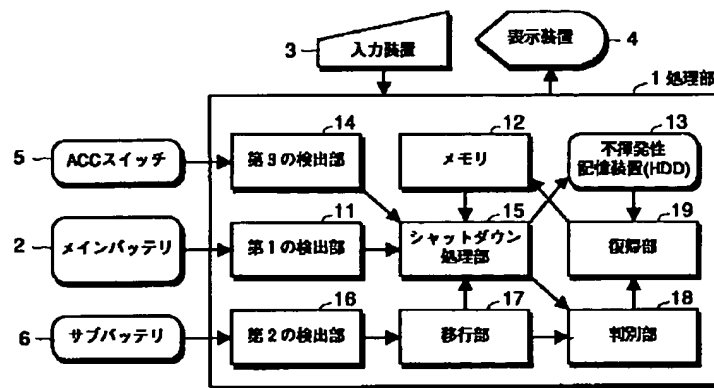 3
入力装置
表示装置
4
1 処理部
5
ACCスイッチ
14
第3の検出部
12
メモリ
13
不揮発性
記憶装置(HDD)
2
メインバッテリ
11
第1の検出部
15
シャットダウン
処理部
19
復帰部
6
サブバッテリ
16
第2の検出部
17
移行部
18
判別部